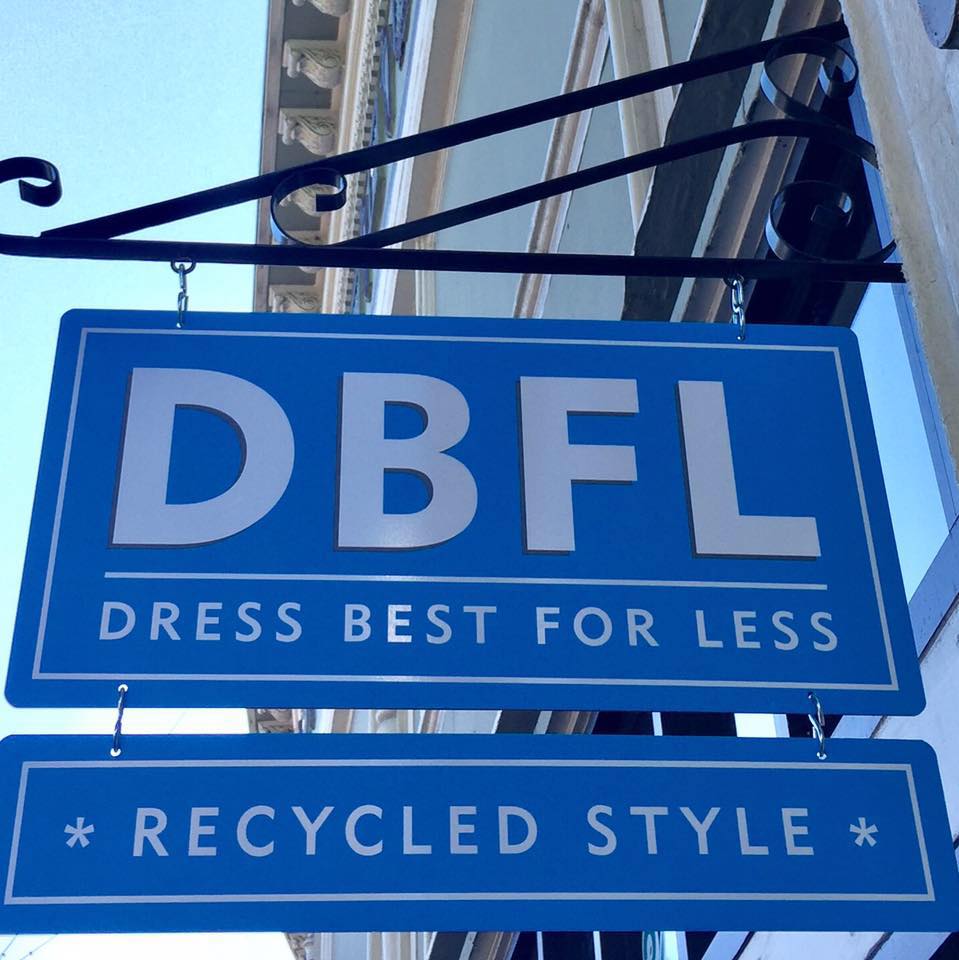 DBFL
DRESS BEST FOR LESS
* RECYCLED STYLE *